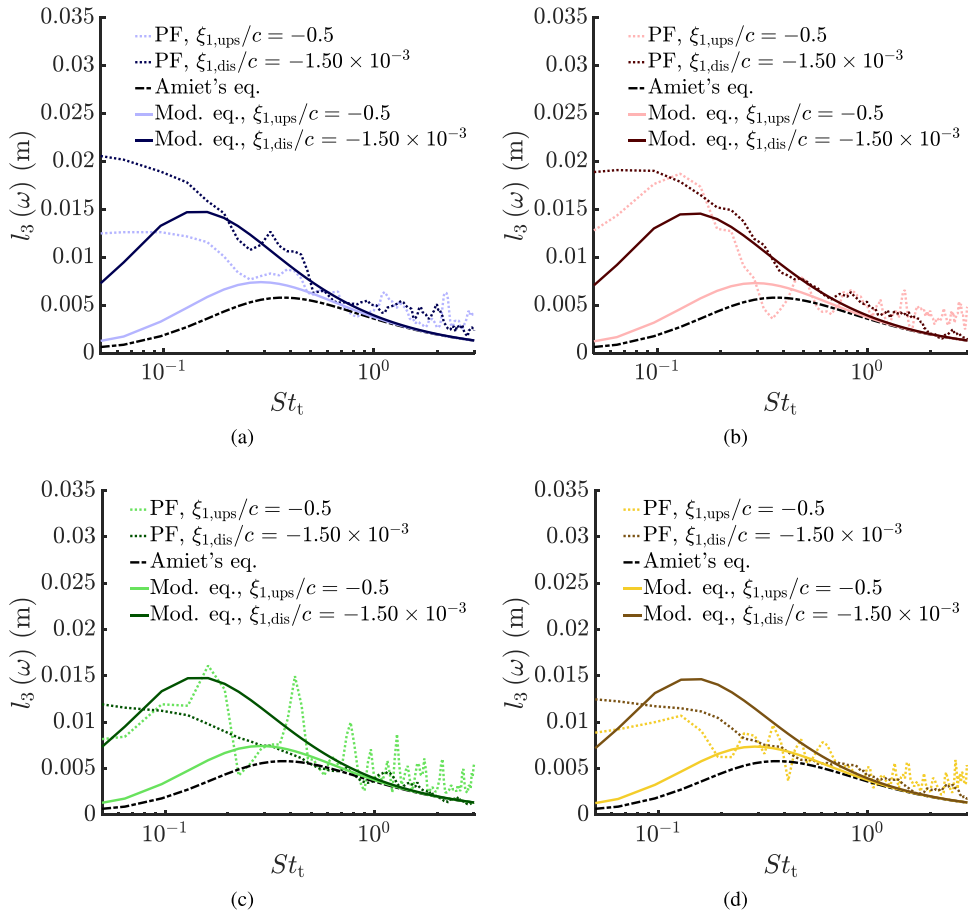 0.035
0.03
0.025
0.02
0.015
0.01
0.005
0
l₃(ω) (m)
PF, ξ₁,ups/c = −0.5
PF, ξ₁,dis/c = −1.50 × 10⁻³
Amiet's eq.
Mod. eq., ξ₁,ups/c = −0.5
Mod. eq., ξ₁,dis/c = −1.50 × 10⁻³
10⁻¹ 10⁰
Stₜ
(a)
0.035
0.03
0.025
0.02
0.015
0.01
0.005
0
l₃(ω) (m)
PF, ξ₁,ups/c = −0.5
PF, ξ₁,dis/c = −1.50 × 10⁻³
Amiet's eq.
Mod. eq., ξ₁,ups/c = −0.5
Mod. eq., ξ₁,dis/c = −1.50 × 10⁻³
10⁻¹ 10⁰
Stₜ
(b)
0.035
0.03
0.025
0.02
0.015
0.01
0.005
0
l₃(ω) (m)
PF, ξ₁,ups/c = −0.5
PF, ξ₁,dis/c = −1.50 × 10⁻³
Amiet's eq.
Mod. eq., ξ₁,ups/c = −0.5
Mod. eq., ξ₁,dis/c = −1.50 × 10⁻³
10⁻¹ 10⁰
Stₜ
(c)
0.035
0.03
0.025
0.02
0.015
0.01
0.005
0
l₃(ω) (m)
PF, ξ₁,ups/c = −0.5
PF, ξ₁,dis/c = −1.50 × 10⁻³
Amiet's eq.
Mod. eq., ξ₁,ups/c = −0.5
Mod. eq., ξ₁,dis/c = −1.50 × 10⁻³
10⁻¹ 10⁰
Stₜ
(d)